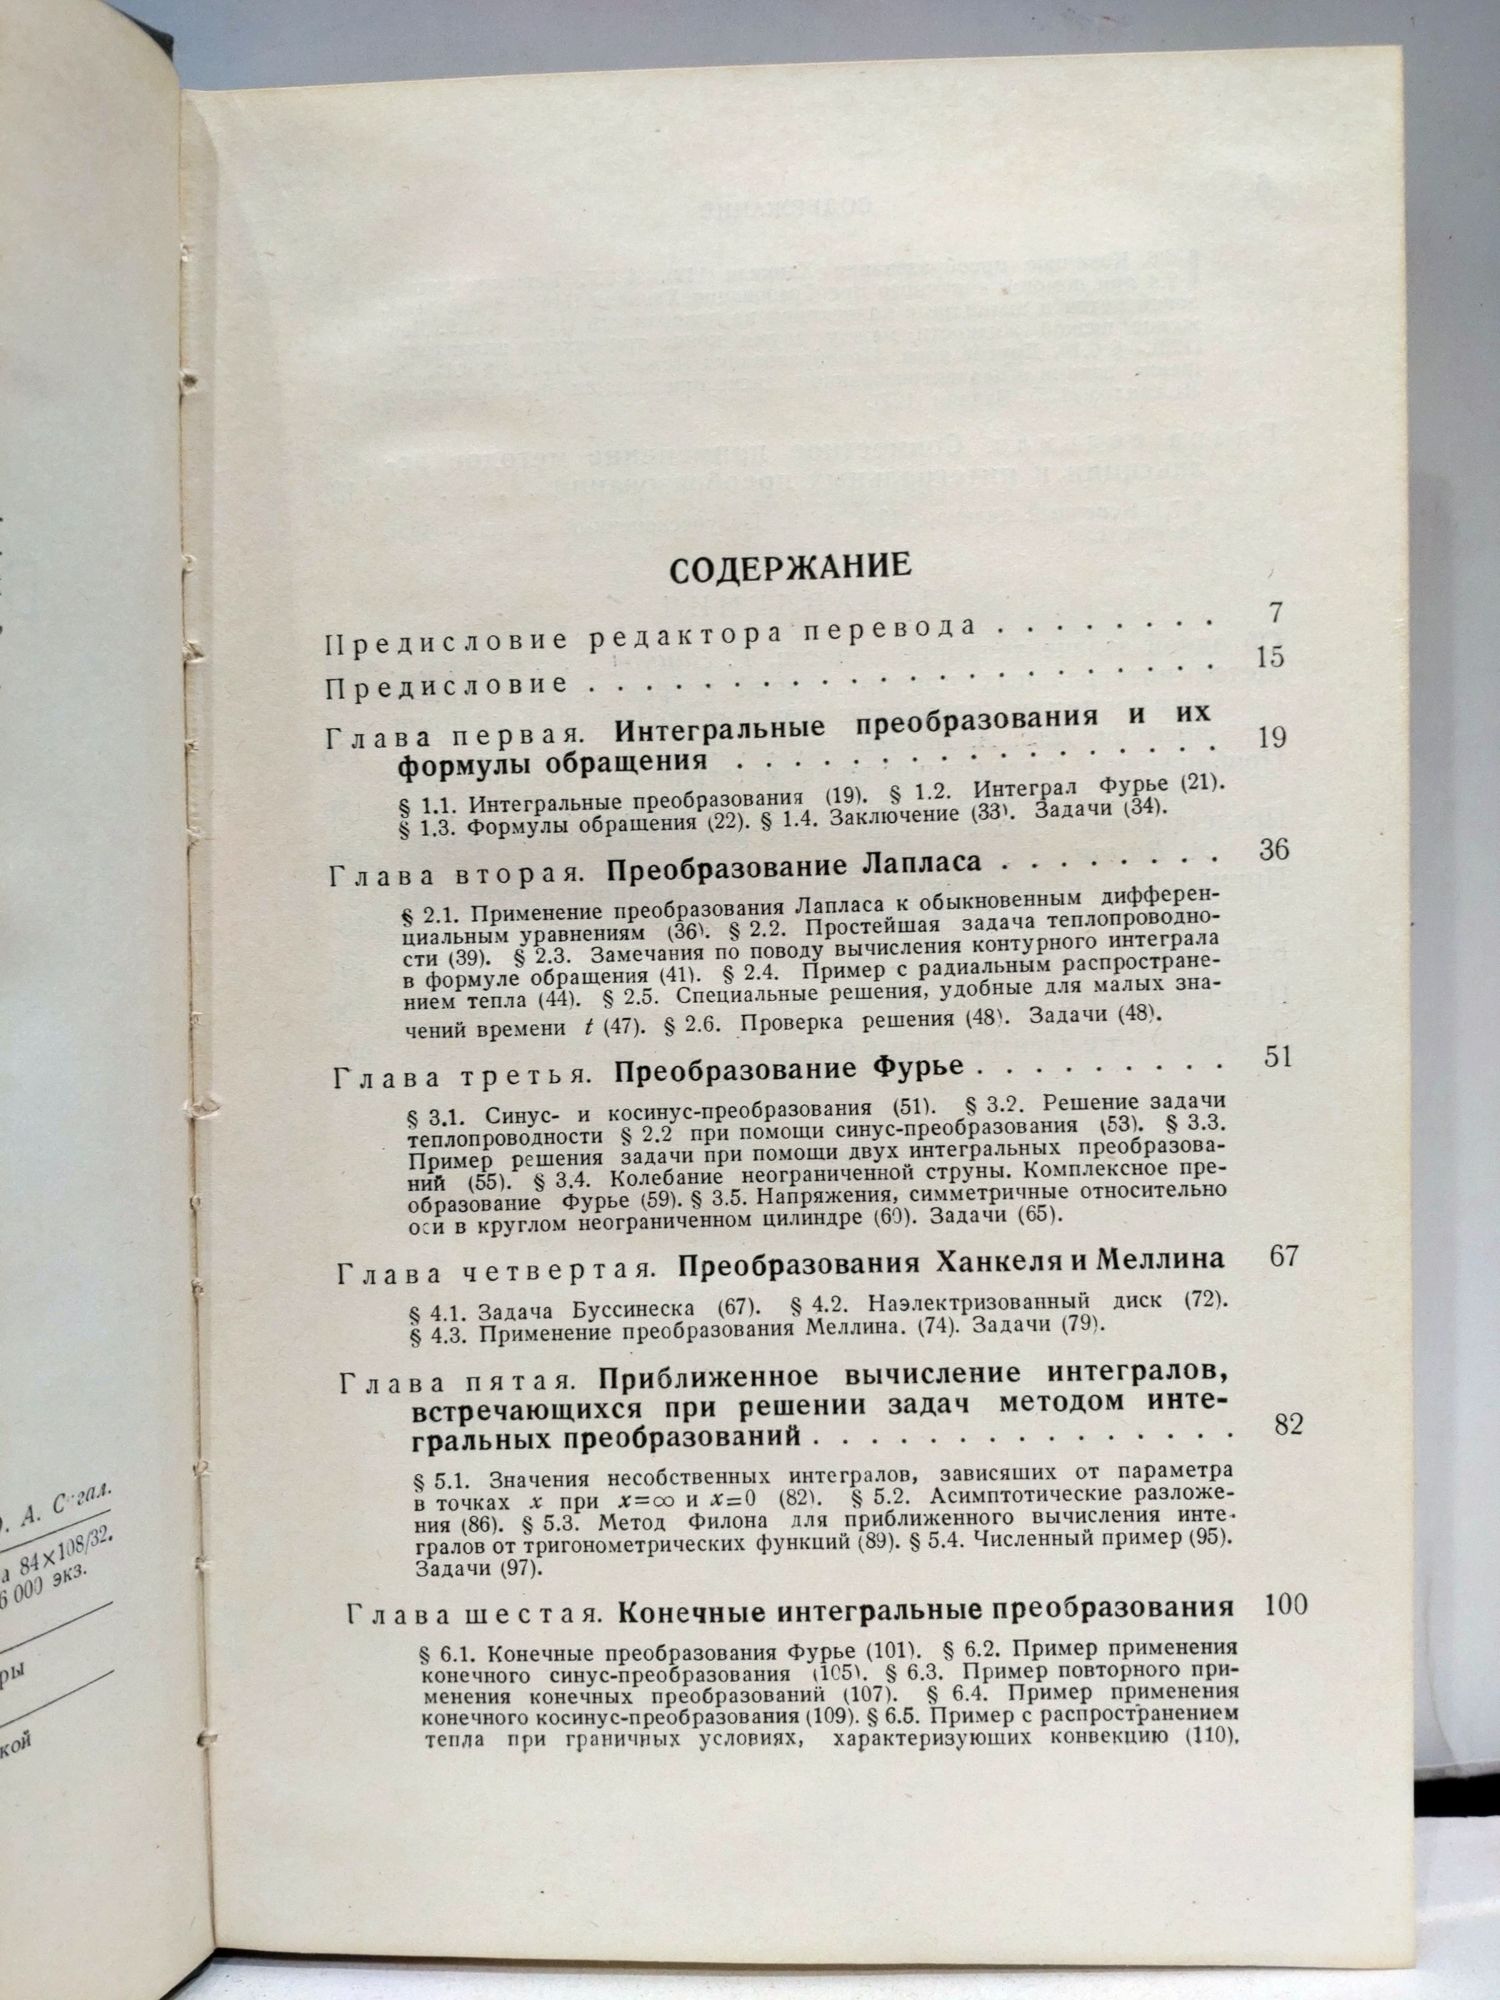 СОДЕРЖАНИЕ
Предисловие редактора перевода . . . . . . . . 7
Предисловие . . . . . . . . . . . . . . . . . 15
Глава первая. Интегральные преобразования и их
формулы обращения . . . . . . . . . . . . . . . . 19
§ 1.1. Интегральные преобразования (19). § 1.2. Интеграл Фурье (21).
§ 1.3. Формулы обращения (22). § 1.4. Заключение (33). Задачи (34).
Глава вторая. Преобразование Лапласа . . . . . . . . 36
§ 2.1. Применение преобразования Лапласа к обыкновенным дифферен-
циальным уравнениям (36). § 2.2. Простейшая задача теплопроводно-
сти (39). § 2.3. Замечания по поводу вычисления контурного интеграла
в формуле обращения (41). § 2.4. Пример с радиальным распростране-
нием тепла (44). § 2.5. Специальные решения, удобные для малых зна-
чений времени t (47). § 2.6. Проверка решения (48). Задачи (48).
Глава третья. Преобразование Фурье . . . . . . . . . 51
§ 3.1. Синус- и косинус-преобразования (51). § 3.2. Решение задачи
теплопроводности § 2.2 при помощи синус-преобразования (53). § 3.3.
Пример решения задачи при помощи двух интегральных преобразова-
ний (55). § 3.4. Колебание неограниченной струны. Комплексное пре-
образование Фурье (59). § 3.5. Напряжения, симметричные относительно
оси в круглом неограниченном цилиндре (60). Задачи (65).
Глава четвертая. Преобразования Ханкеля и Меллина 67
§ 4.1. Задача Буссинеска (67). § 4.2. Наэлектризованный диск (72).
§ 4.3. Применение преобразования Меллина. (74). Задачи (79).
Глава пятая. Приближенное вычисление интегралов,
встречающихся при решении задач методом инте-
гральных преобразований . . . . . . . . . . . . . . . 82
§ 5.1. Значения несобственных интегралов, зависящих от параметра
в точках x при x=∞ и x=0 (82). § 5.2. Асимптотические разложе-
ния (86). § 5.3. Метод Филона для приближенного вычисления инте-
гралов от тригонометрических функций (89). § 5.4. Численный пример (95).
Задачи (97).
Глава шестая. Конечные интегральные преобразования 100
§ 6.1. Конечные преобразования Фурье (101). § 6.2. Пример применения
конечного синус-преобразования (105). § 6.3. Пример повторного при-
менения конечных преобразований (107). § 6.4. Пример применения
конечного косинус-преобразования (109). § 6.5. Пример с распространением
тепла при граничных условиях, характеризующих конвекцию (110).
А. Сегал.
а 84×108/32.
6 000 экз.
ры
кой